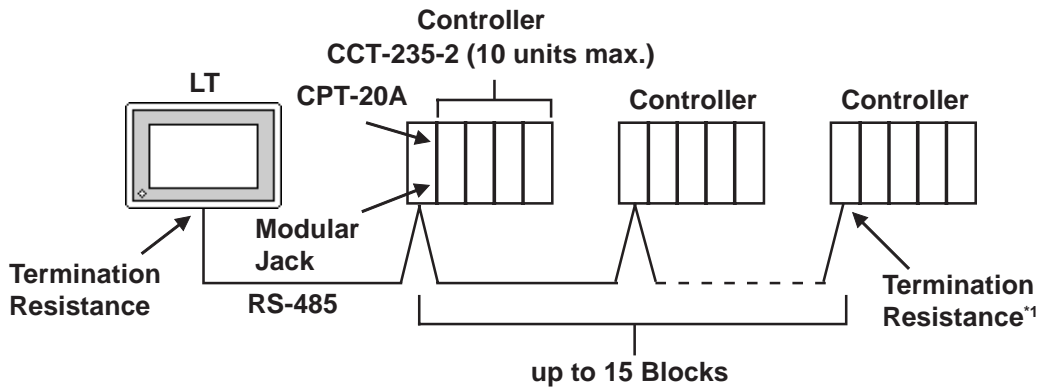 Controller
CCT-235-2 (10 units max.)
LT
CPT-20A
Controller
Controller
Modular
Jack
Termination
Resistance
RS-485
Termination
Resistance*1
up to 15 Blocks